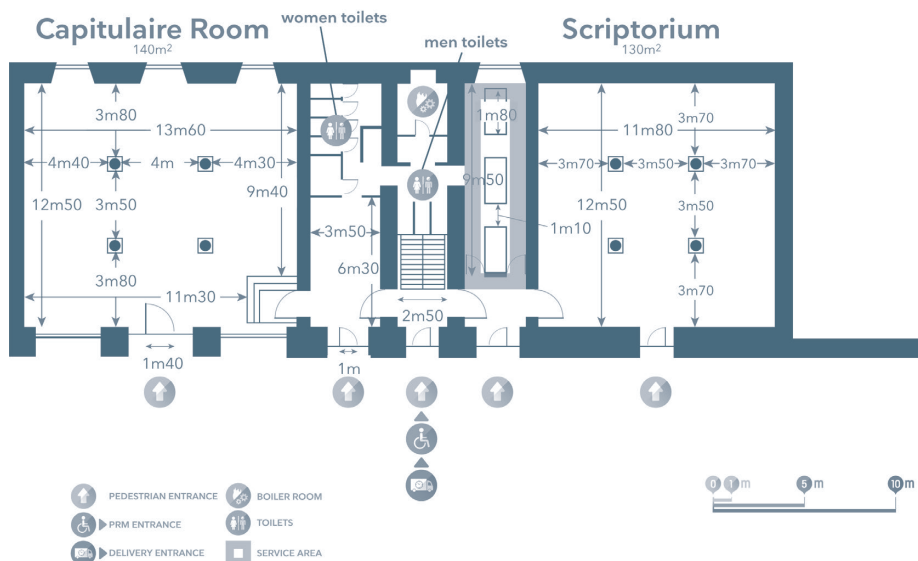 women toilets
Capitulaire Room
140m²
men toilets
Scriptorium
130m²
3m80
13m60
4m40
4m
4m30
9m40
12m50
3m50
3m80
11m30
1m40
3m50
6m30
1m
2m50
1m80
9m50
1m10
3m70
11m80
3m70
3m50
3m70
12m50
3m50
3m70
PEDESTRIAN ENTRANCE
BOILER ROOM
PRM ENTRANCE
TOILETS
DELIVERY ENTRANCE
SERVICE AREA
0 1 m 5 m 10 m